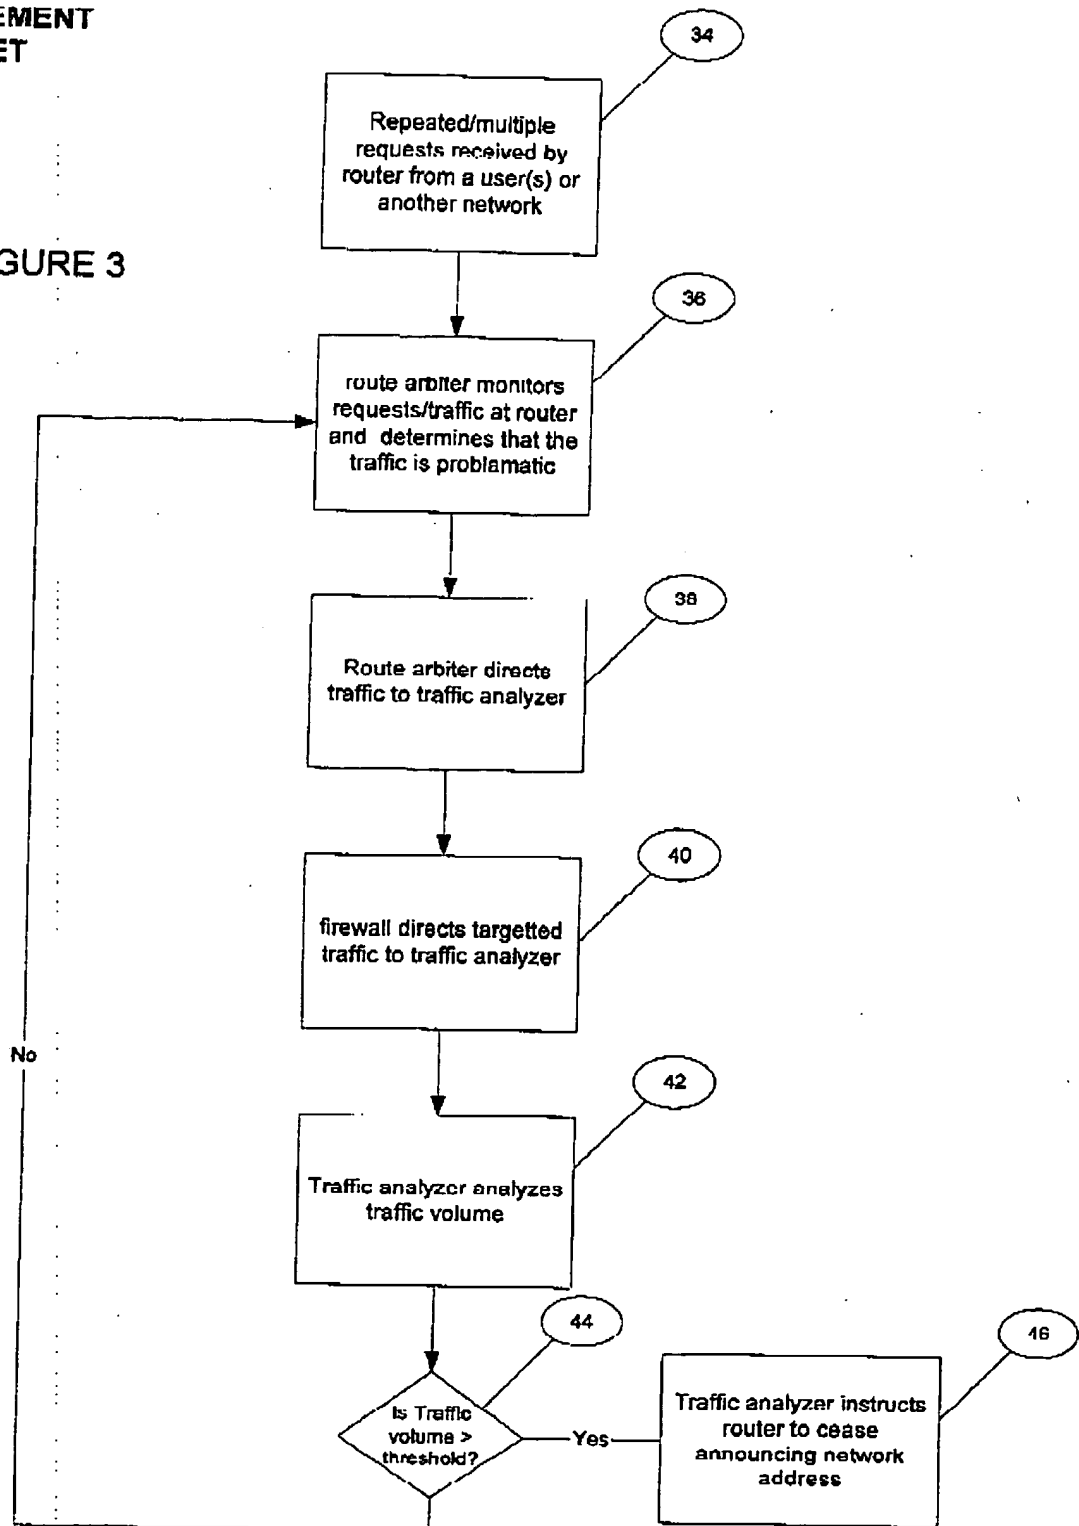 EMENT
ET
GURE 3
34
Repeated/multiple
requests received by
router from a user(s) or
another network
36
route arbiter monitors
requests/traffic at router
and determines that the
traffic is problamatic
38
Route arbiter directs
traffic to traffic analyzer
40
firewall directs targetted
traffic to traffic analyzer
No
42
Traffic analyzer analyzes
traffic volume
44
Is Traffic
volume >
threshold?
Yes
46
Traffic analyzer instructs
router to cease
announcing network
address